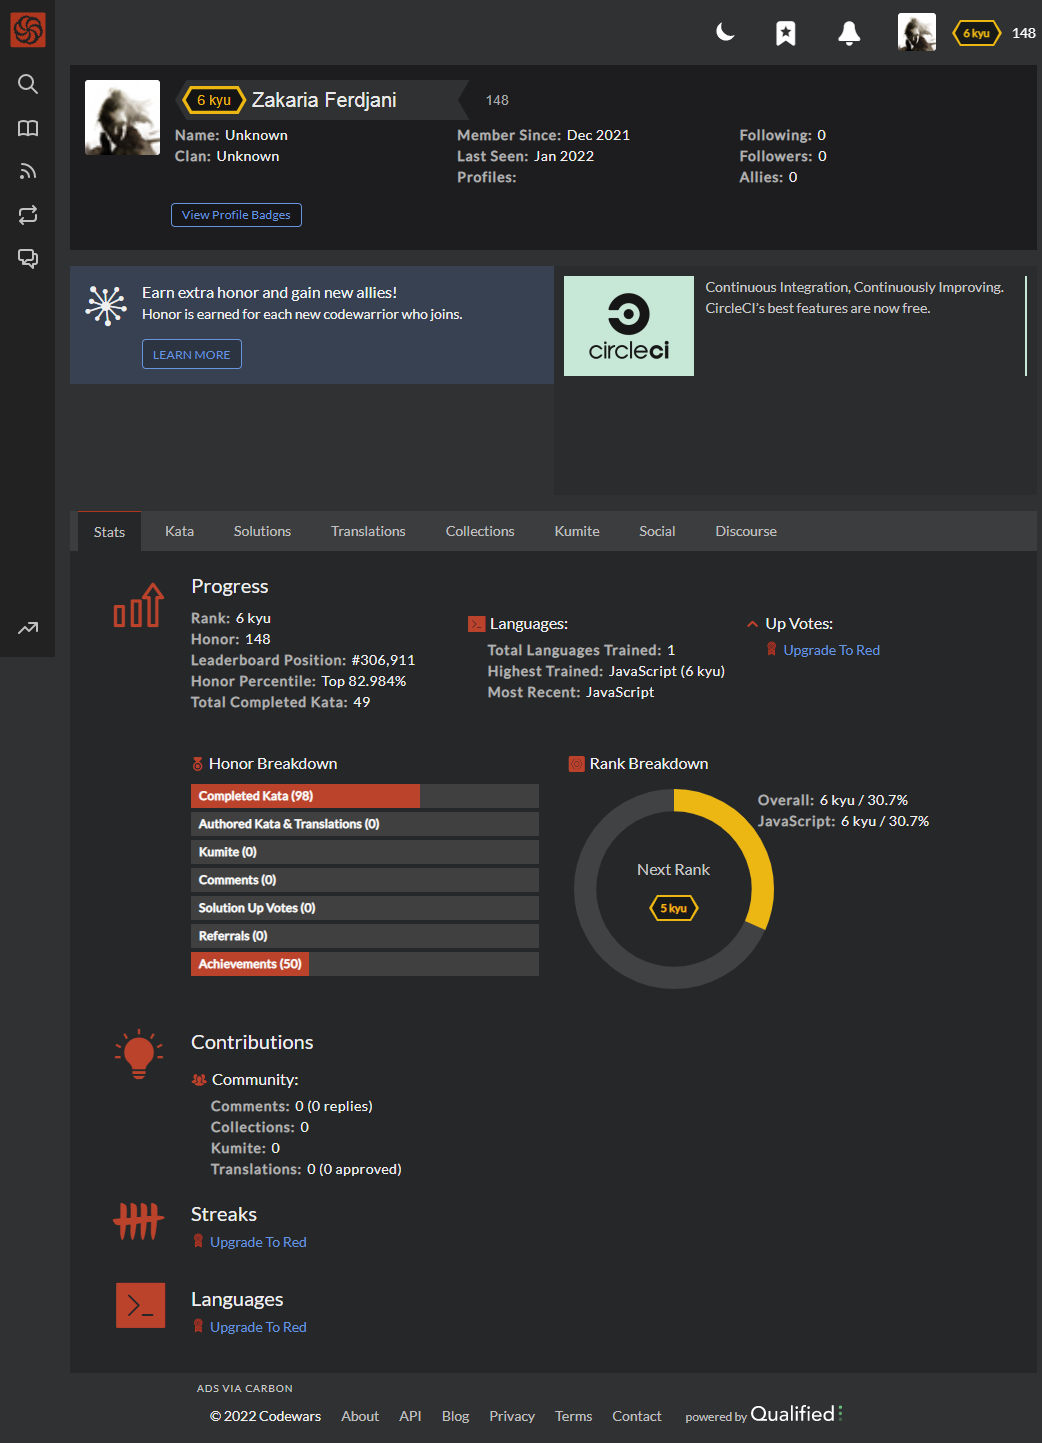 6 kyu 148
6 kyu Zakaria Ferdjani 148
Name: Unknown
Clan: Unknown
Member Since: Dec 2021
Last Seen: Jan 2022
Profiles:
Following: 0
Followers: 0
Allies: 0
View Profile Badges
Earn extra honor and gain new allies!
Honor is earned for each new codewarrior who joins.
LEARN MORE
circleci
Continuous Integration, Continuously Improving.
CircleCI's best features are now free.
Stats Kata Solutions Translations Collections Kumite Social Discourse
Progress
Rank: 6 kyu
Honor: 148
Leaderboard Position: #306,911
Honor Percentile: Top 82.984%
Total Completed Kata: 49
Languages:
Total Languages Trained: 1
Highest Trained: JavaScript (6 kyu)
Most Recent: JavaScript
Up Votes:
Upgrade To Red
Honor Breakdown
Completed Kata (98)
Authored Kata & Translations (0)
Kumite (0)
Comments (0)
Solution Up Votes (0)
Referrals (0)
Achievements (50)
Rank Breakdown
Next Rank
5 kyu
Overall: 6 kyu / 30.7%
JavaScript: 6 kyu / 30.7%
Contributions
Community:
Comments: 0 (0 replies)
Collections: 0
Kumite: 0
Translations: 0 (0 approved)
Streaks
Upgrade To Red
Languages
Upgrade To Red
ADS VIA CARBON
© 2022 Codewars About API Blog Privacy Terms Contact powered by Qualified